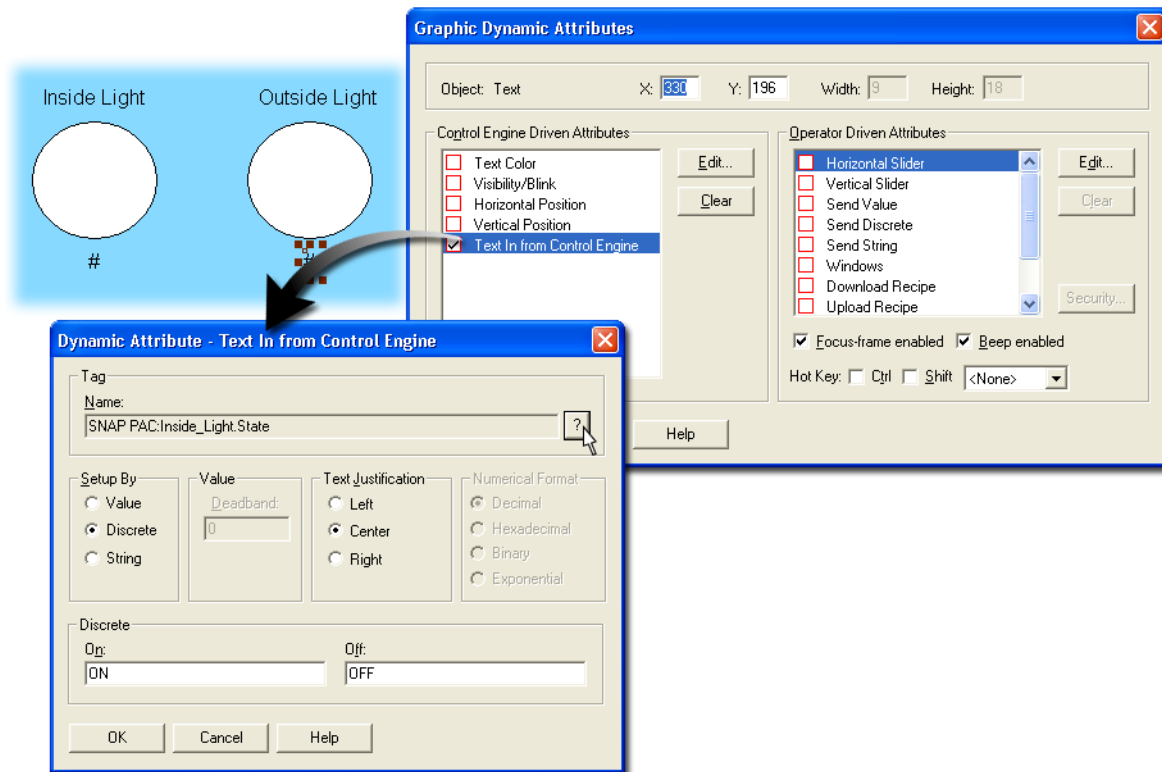 Graphic Dynamic Attributes
Object: Text X: 330 Y: 196 Width: 9 Height: 18
Inside Light Outside Light
# #
Control Engine Driven Attributes
Text Color
Visibility/Blink
Horizontal Position
Vertical Position
Text In from Control Engine
Edit...
Clear
Operator Driven Attributes
Horizontal Slider
Vertical Slider
Send Value
Send Discrete
Send String
Windows
Download Recipe
Upload Recipe
Edit...
Clear
Security...
Focus-frame enabled Beep enabled
Hot Key: Ctrl Shift <None>
Help
Dynamic Attribute - Text In from Control Engine
Tag
Name:
SNAP PAC:Inside_Light.State ?
Setup By
Value
Discrete
String
Value
Deadband:
0
Text Justification
Left
Center
Right
Numerical Format
Decimal
Hexadecimal
Binary
Exponential
Discrete
On: Off:
ON OFF
OK Cancel Help